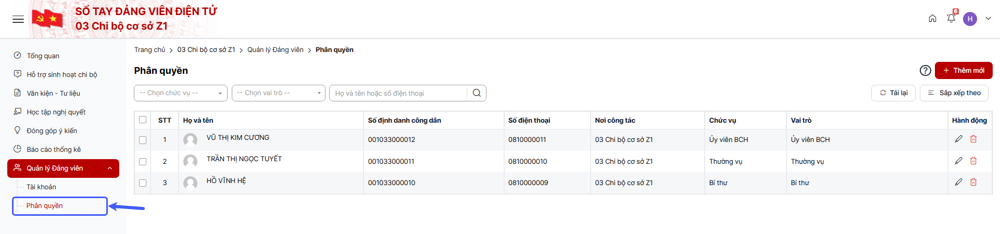 SỔ TAY ĐẢNG VIÊN ĐIỆN TỬ
03 Chi bộ cơ sở Z1
6
H
Tổng quan
Hỗ trợ sinh hoạt chi bộ
Văn kiện - Tư liệu
Học tập nghị quyết
Đóng góp ý kiến
Báo cáo thống kê
Quản lý Đảng viên
Tài khoản
Phân quyền
Trang chủ > 03 Chi bộ cơ sở Z1 > Quản lý Đảng viên > Phân quyền
Phân quyền
? + Thêm mới
-- Chọn chức vụ -- -- Chọn vai trò -- Họ và tên hoặc số điện thoại
Tải lại Sắp xếp theo
STT Họ và tên Số định danh công dân Số điện thoại Nơi công tác Chức vụ Vai trò Hành động
1 VŨ THỊ KIM CƯƠNG 001033000012 0810000011 03 Chi bộ cơ sở Z1 Ủy viên BCH Ủy viên BCH
2 TRẦN THỊ NGỌC TUYẾT 001033000011 0810000010 03 Chi bộ cơ sở Z1 Thường vụ Thường vụ
3 HỒ VĨNH HỆ 001033000010 0810000009 03 Chi bộ cơ sở Z1 Bí thư Bí thư